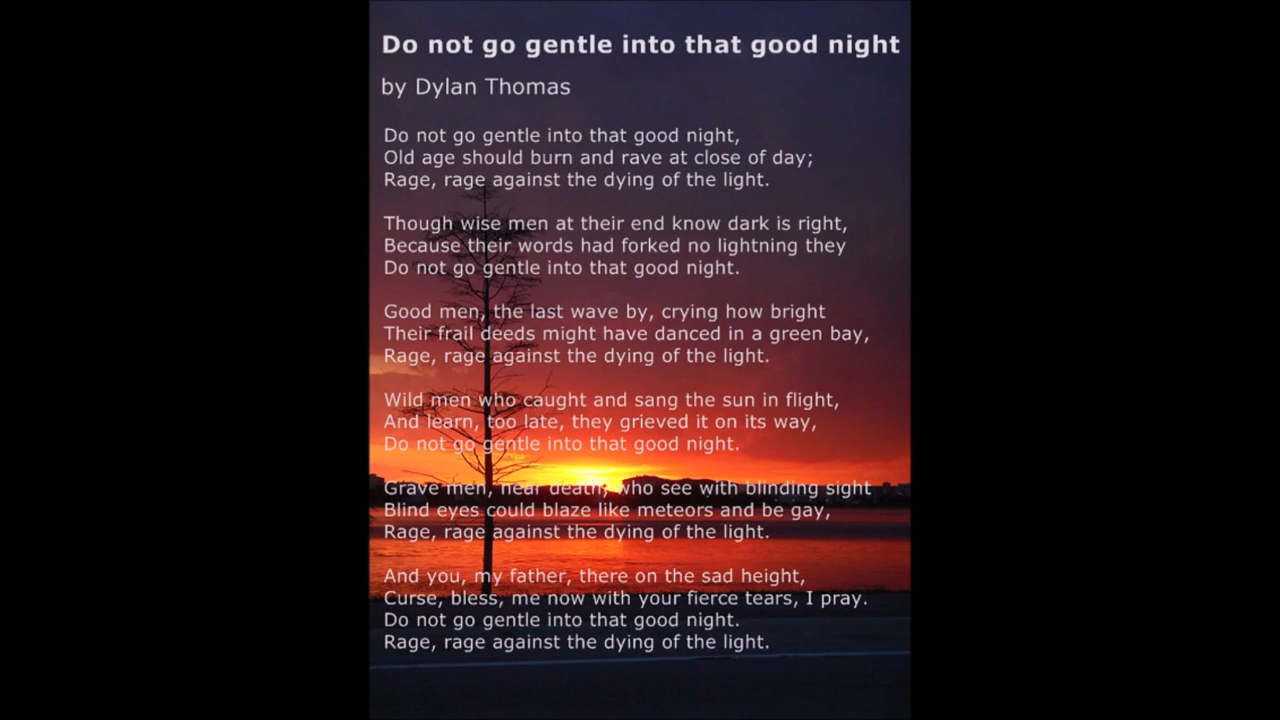 Do not go gentle into that good night
by Dylan Thomas
Do not go gentle into that good night,
Old age should burn and rave at close of day;
Rage, rage against the dying of the light.
Though wise men at their end know dark is right,
Because their words had forked no lightning they
Do not go gentle into that good night.
Good men, the last wave by, crying how bright
Their frail deeds might have danced in a green bay,
Rage, rage against the dying of the light.
Wild men who caught and sang the sun in flight,
And learn, too late, they grieved it on its way,
Do not go gentle into that good night.
Grave men, near death, who see with blinding sight
Blind eyes could blaze like meteors and be gay,
Rage, rage against the dying of the light.
And you, my father, there on the sad height,
Curse, bless, me now with your fierce tears, I pray.
Do not go gentle into that good night.
Rage, rage against the dying of the light.